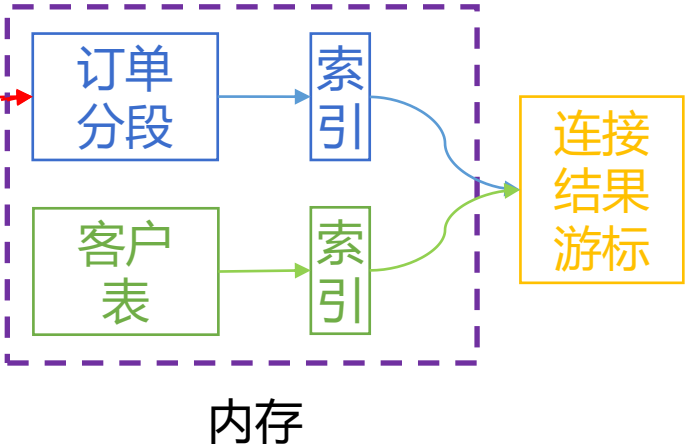 订单
分段
索
引
客户
表
索
引
连接
结果
游标
内存